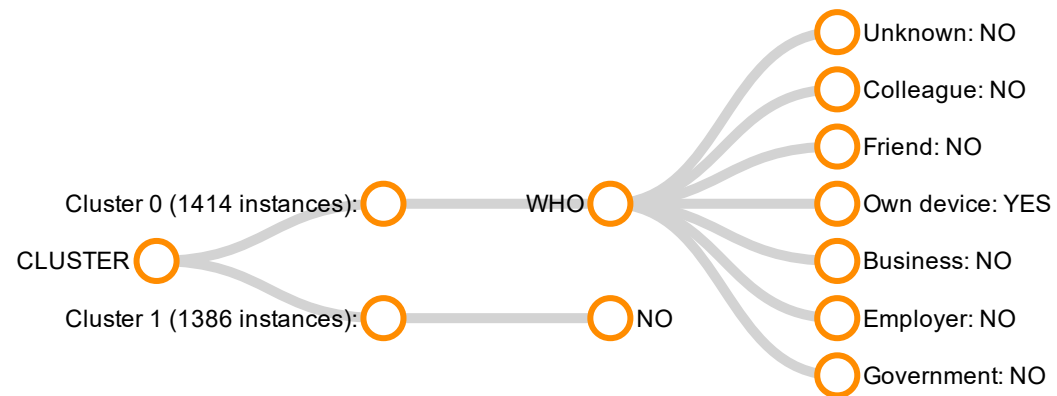 CLUSTER
Cluster 0 (1414 instances):
WHO
Unknown: NO
Colleague: NO
Friend: NO
Own device: YES
Business: NO
Employer: NO
Government: NO
Cluster 1 (1386 instances):
NO